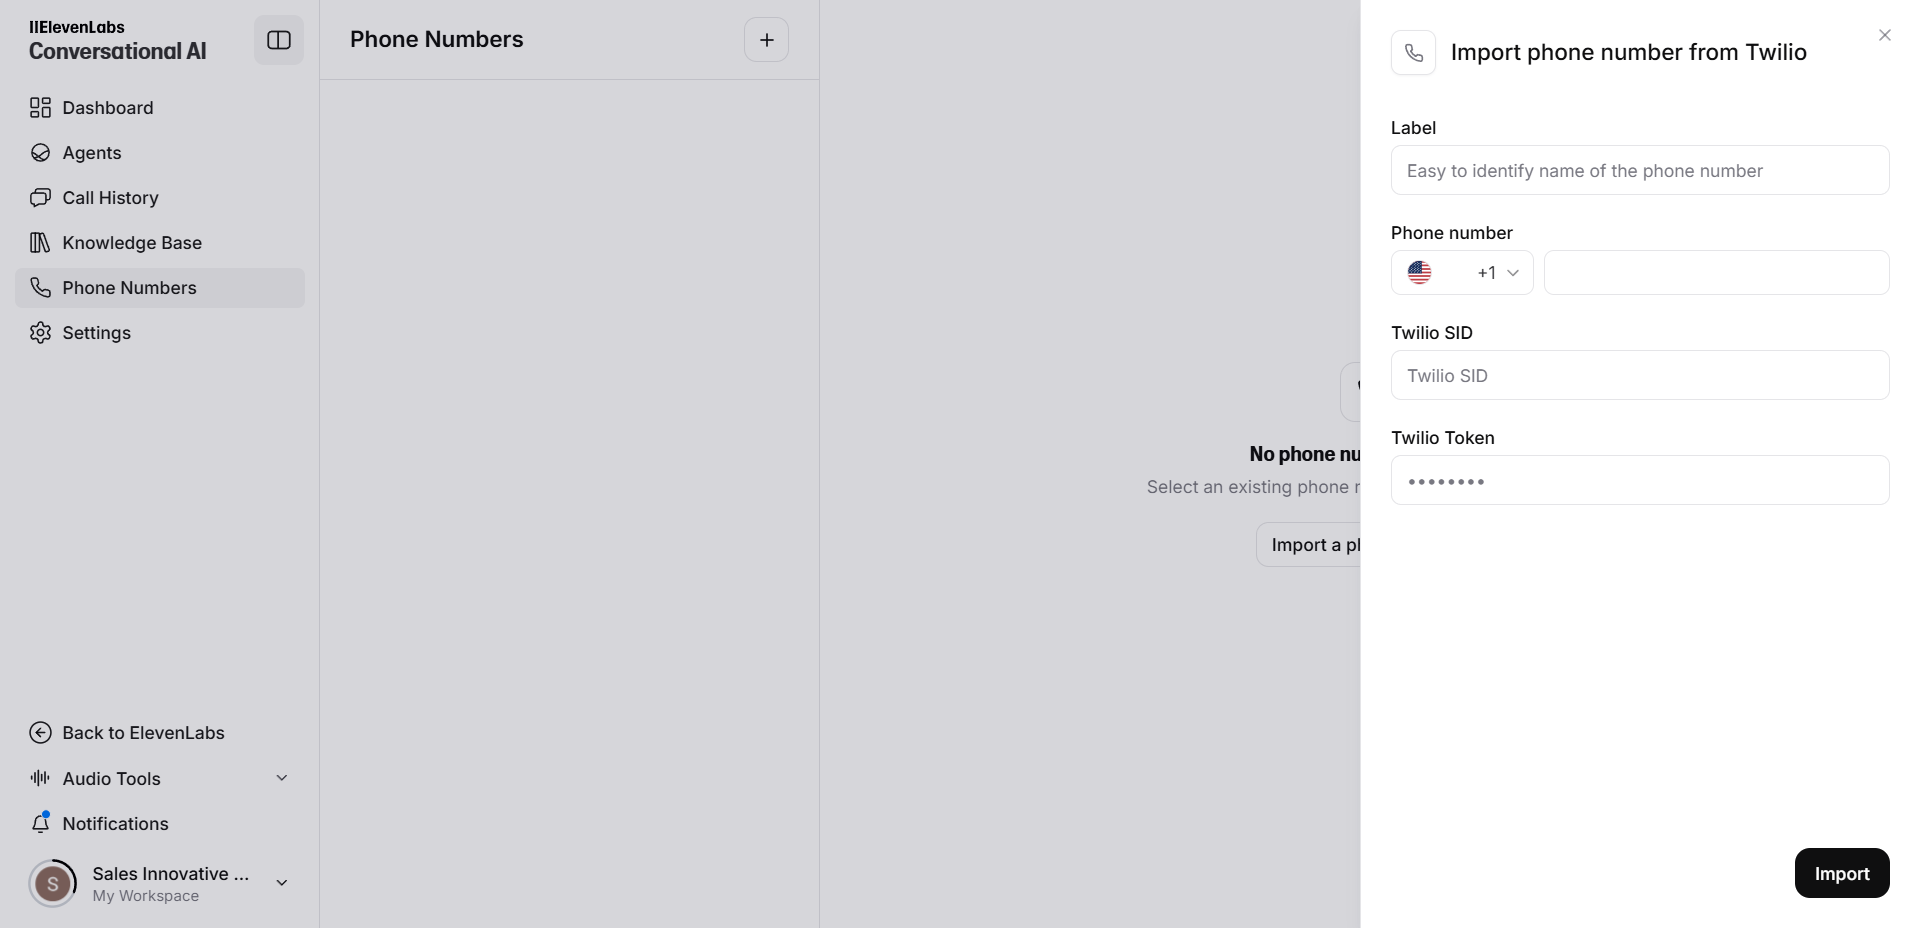 IIElevenLabs
Conversational AI
Dashboard
Agents
Call History
Knowledge Base
Phone Numbers
Settings
Back to ElevenLabs
Audio Tools
Notifications
S
Sales Innovative ...
My Workspace
Phone Numbers
No phone nu
Select an existing phone r
Import a pl
Import phone number from Twilio
Label
Easy to identify name of the phone number
Phone number
+1
Twilio SID
Twilio SID
Twilio Token
••••••••
Import